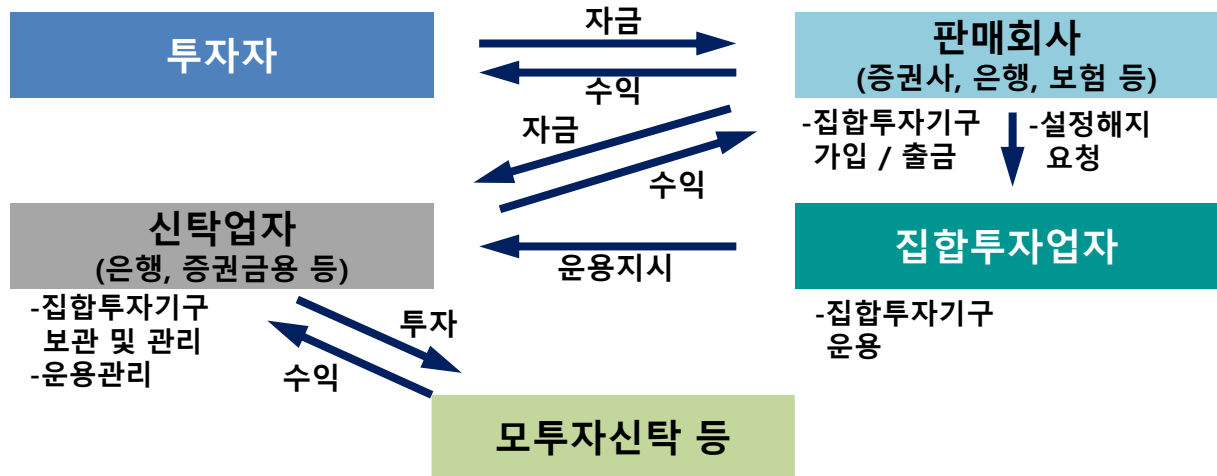 투자자
자금
수익
판매회사
(증권사, 은행, 보험 등)
-집합투자기구
가입 / 출금
-설정해지
요청
자금
수익
신탁업자
(은행, 증권금용 등)
-집합투자기구
보관 및 관리
-운용관리
운용지시
집합투자업자
-집합투자기구
운용
투자
수익
모투자신탁 등